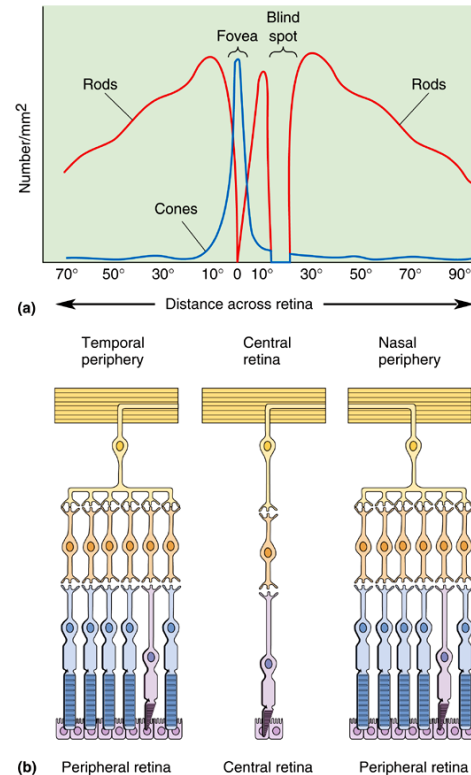 Fovea
Blind
spot
Rods
Rods
Number/mm²
Cones
70° 50° 30° 10° 0 10° 30° 50° 70° 90°
(a)
Distance across retina
Temporal
periphery
Central
retina
Nasal
periphery
(b)
Peripheral retina
Central retina
Peripheral retina